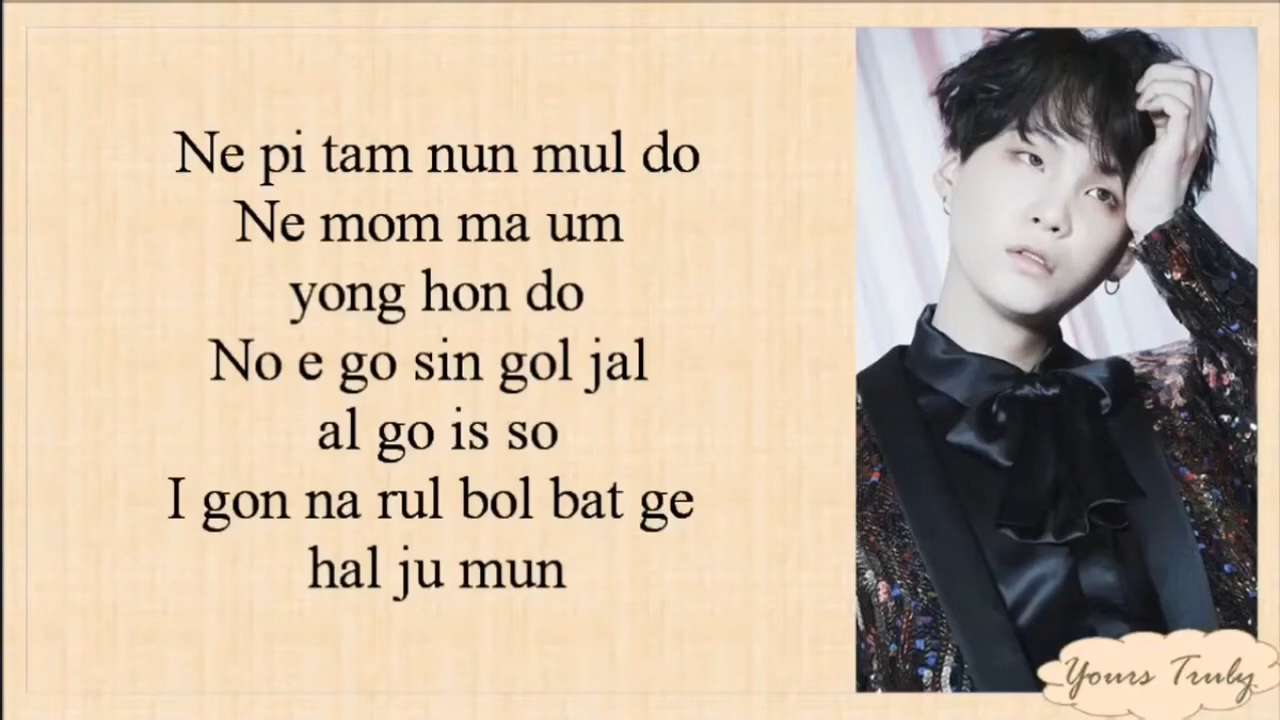 Ne pi tam nun mul do
Ne mom ma um
yong hon do
No e go sin gol jal
al go is so
I gon na rul bol bat ge
hal ju mun
Yours Truly